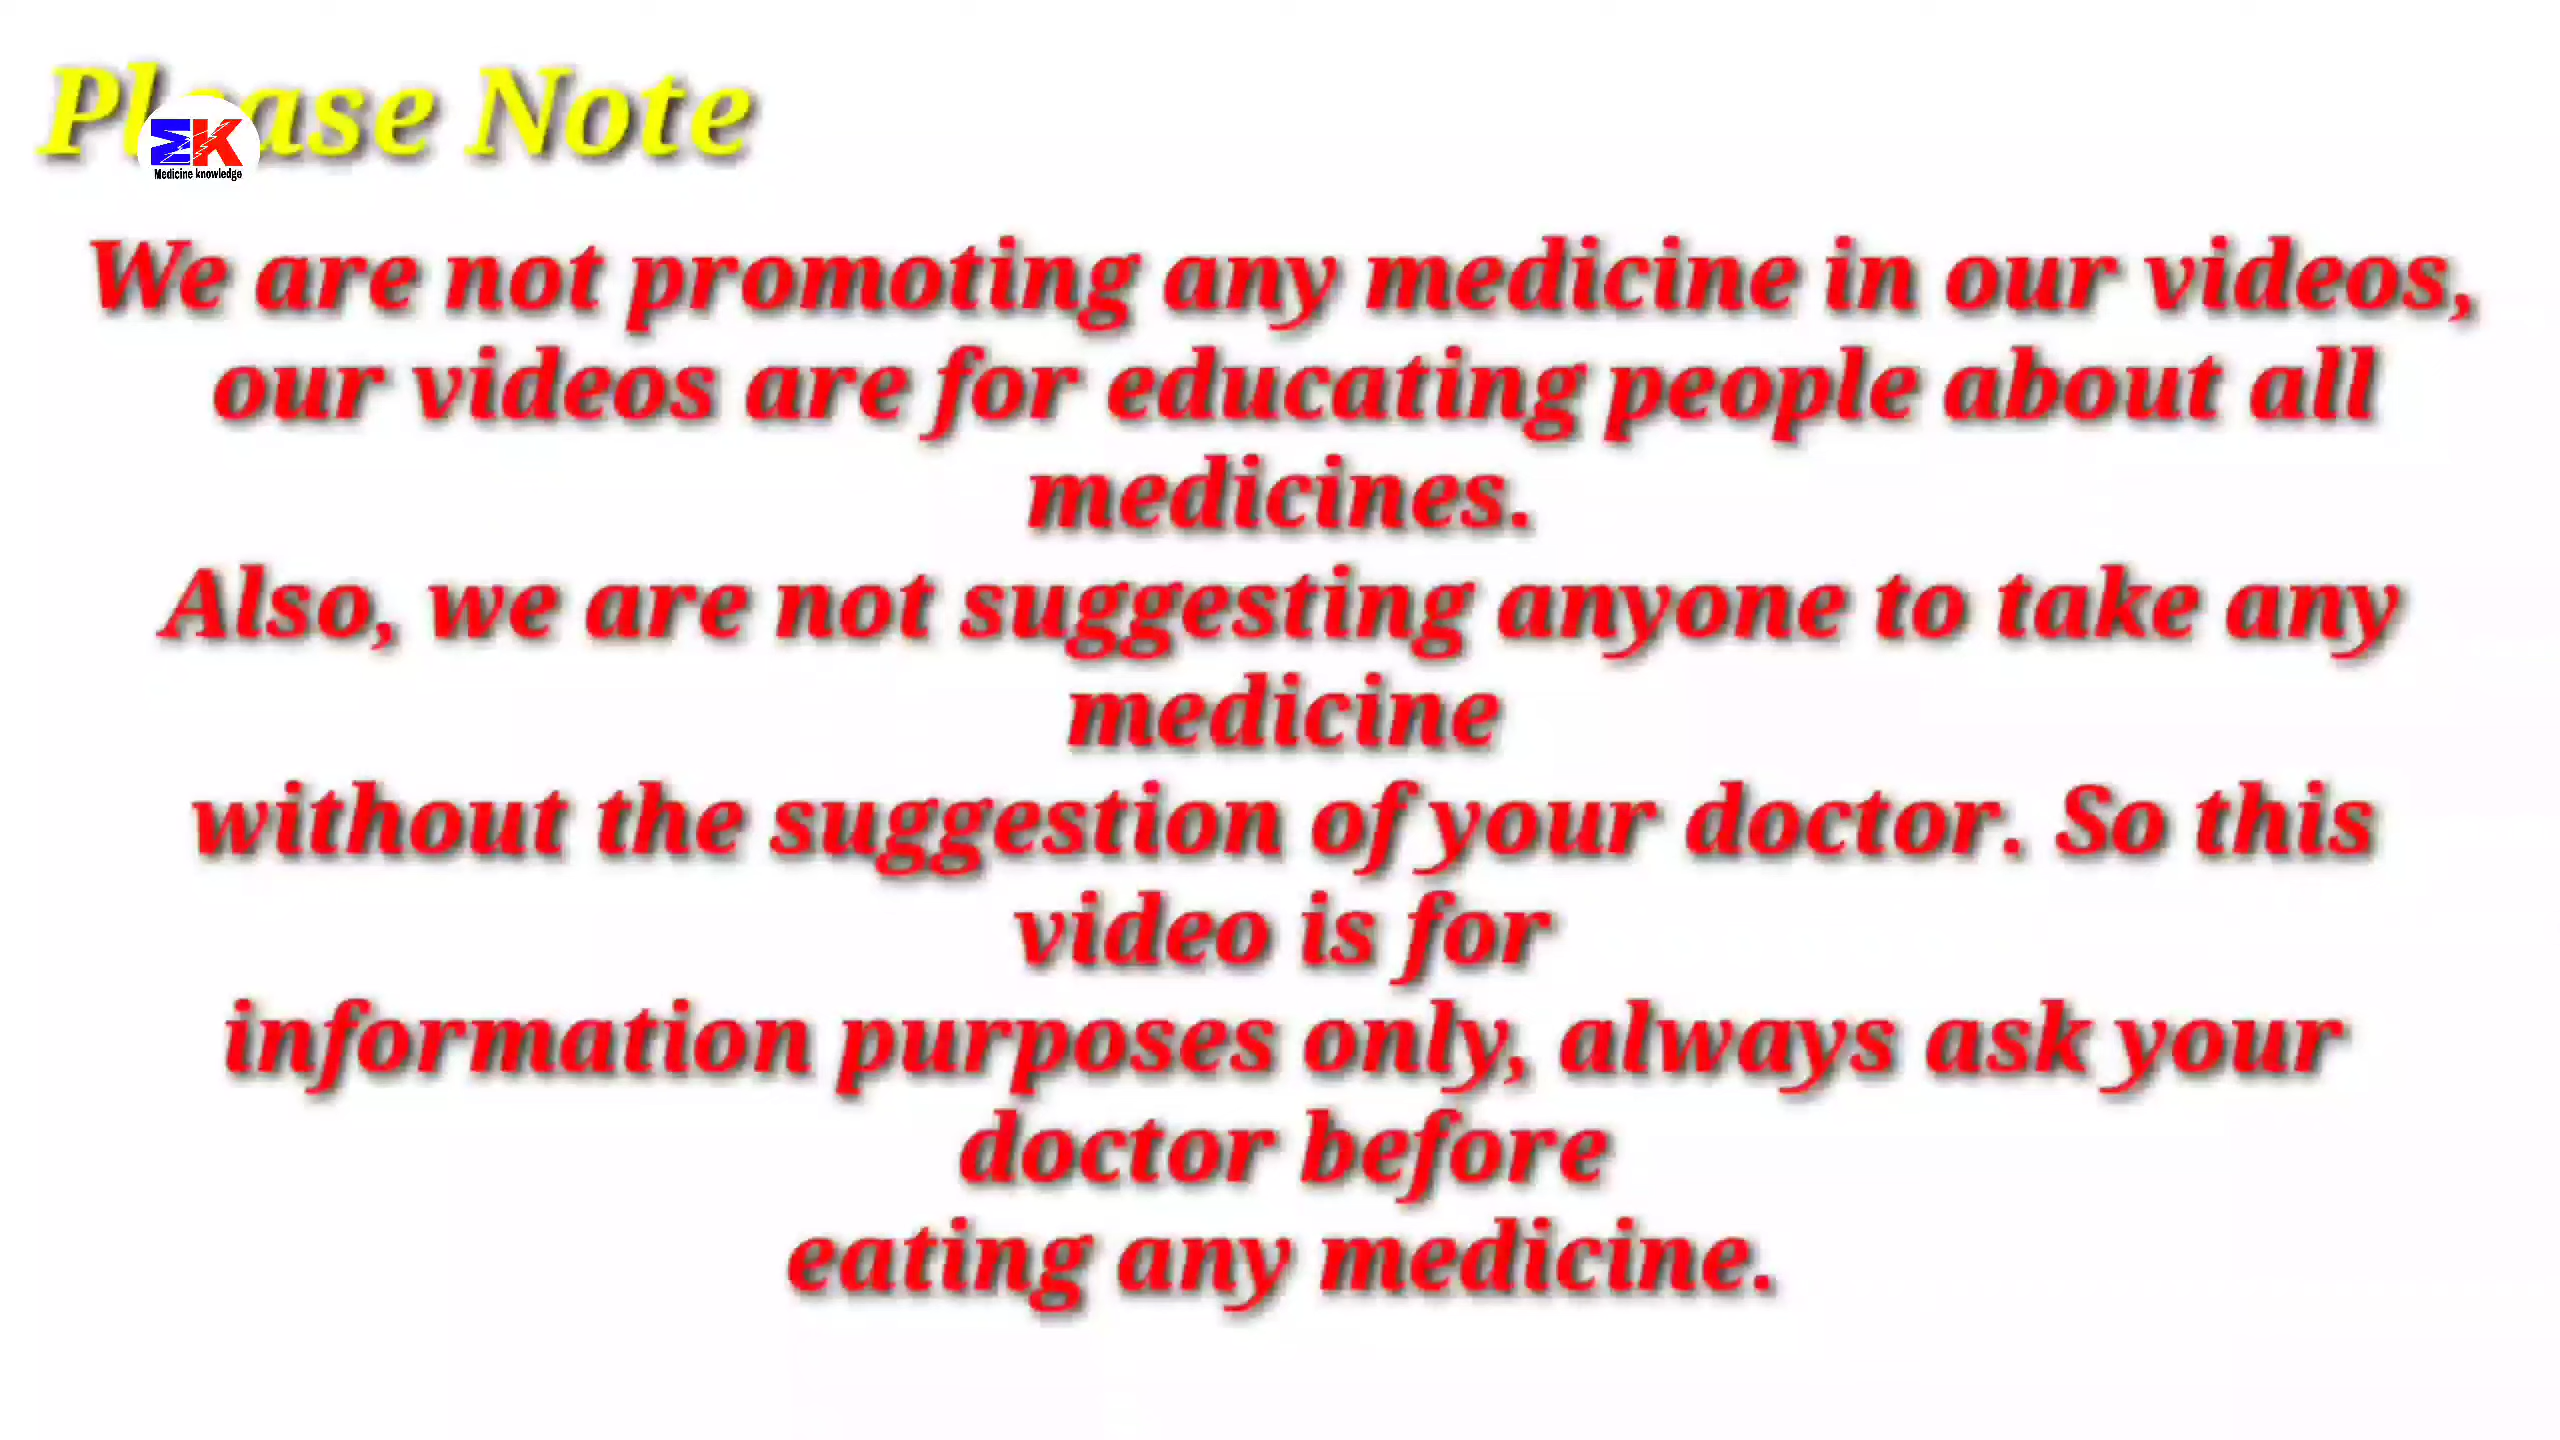 Please Note
MK
Medicine knowledge
We are not promoting any medicine in our videos,
our videos are for educating people about all
medicines.
Also, we are not suggesting anyone to take any
medicine
without the suggestion of your doctor. So this
video is for
information purposes only, always ask your
doctor before
eating any medicine.